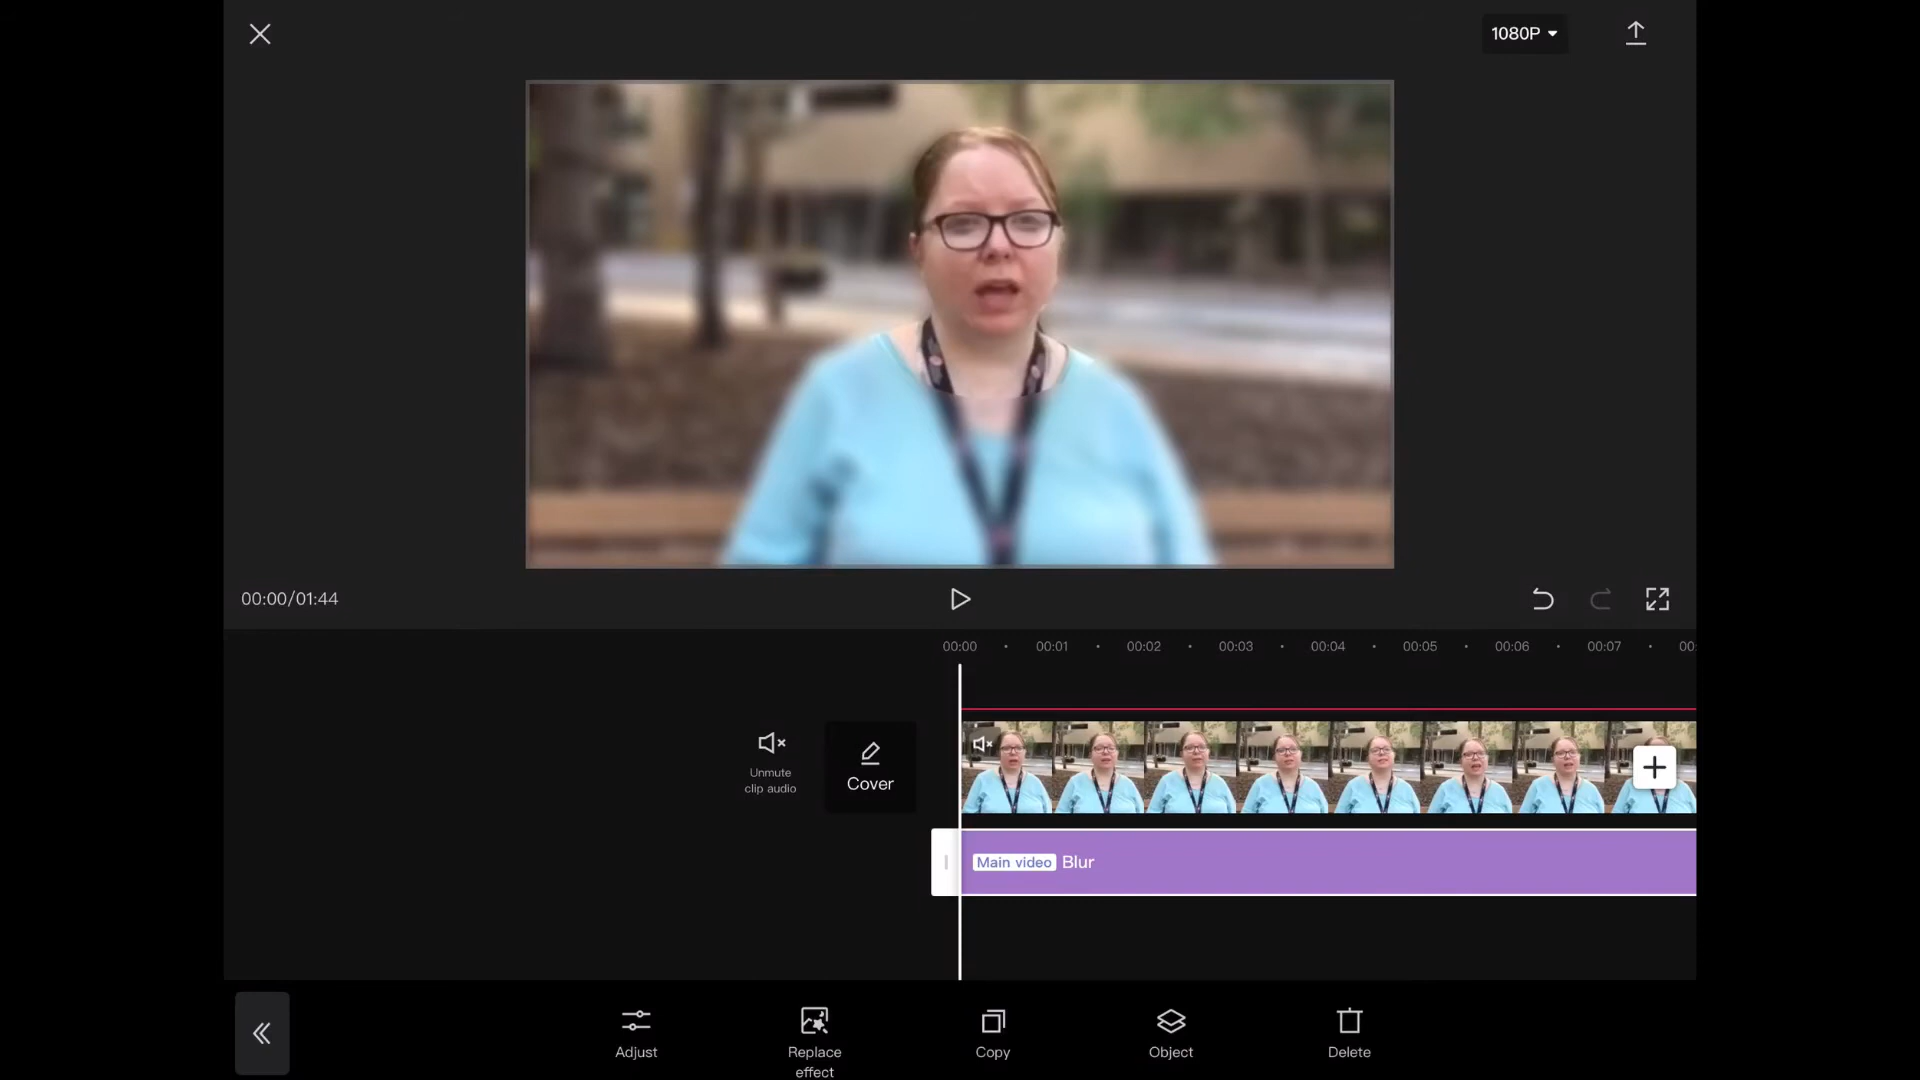 1080P
00:00/01:44
00:00
00:01
00:02
00:03
00:04
00:05
00:06
00:07
00:
Unmute
clip audio
Cover
Main video Blur
Adjust
Replace
effect
Copy
Object
Delete